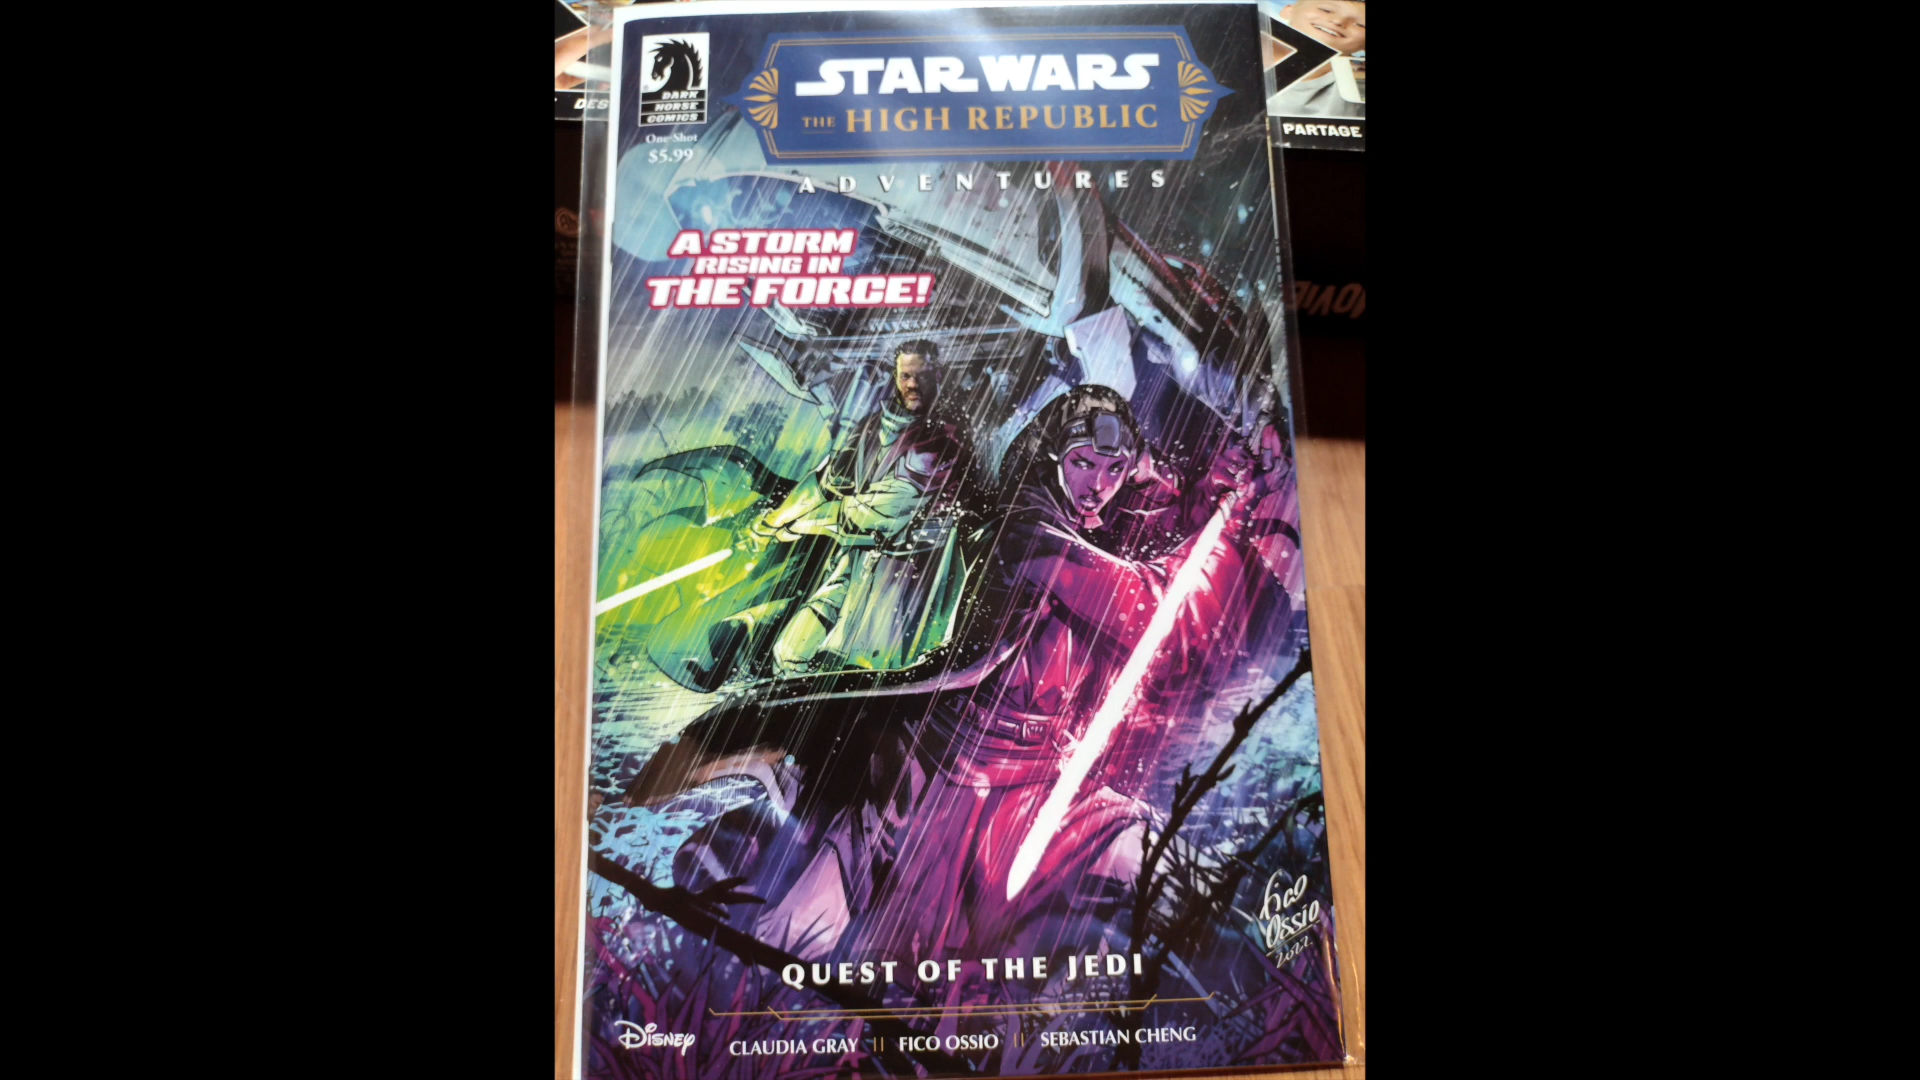 DES
PARTAGE
DARK
HORSE
COMICS
One-Shot
$5.99
STAR WARS
THE HIGH REPUBLIC
ADVENTURES
A STORM
RISING IN
THE FORCE!
Fico
Ossio
2022
QUEST OF THE JEDI
Disney
CLAUDIA GRAY || FICO OSSIO || SEBASTIAN CHENG